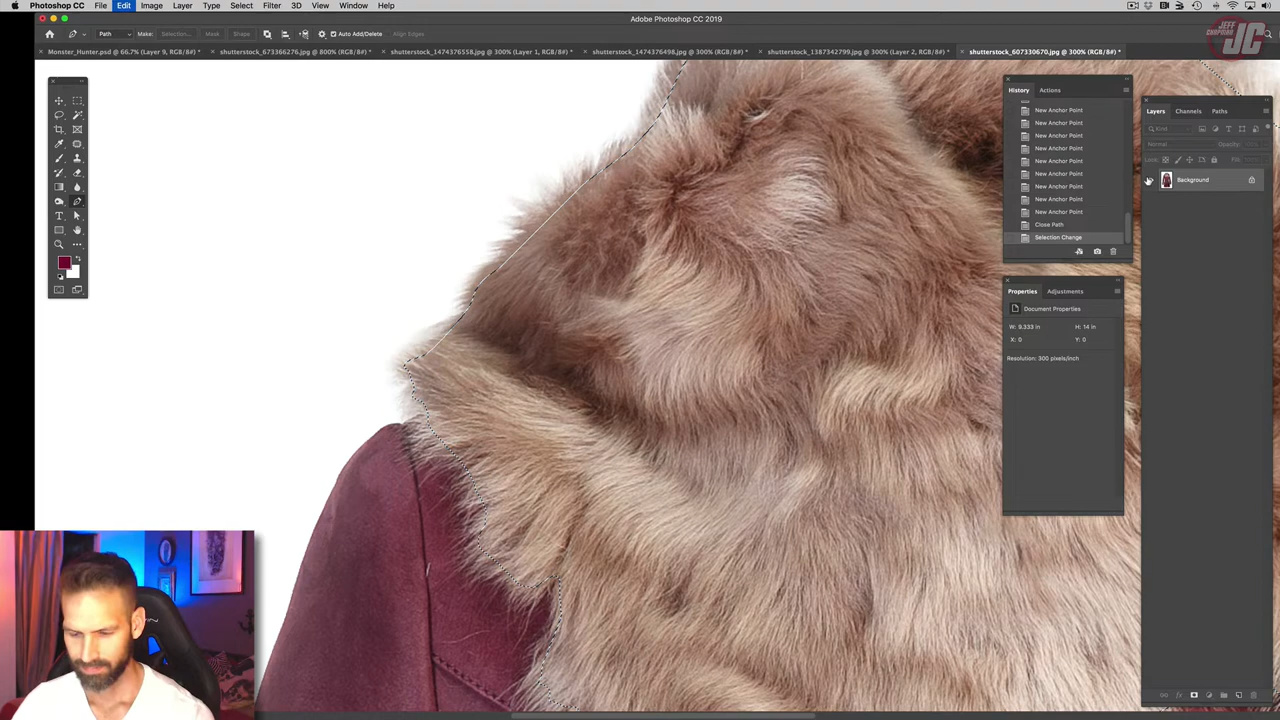 Photoshop CC File Edit Image Layer Type Select Filter 3D View Window Help
Adobe Photoshop CC 2019
Path Make: Selection... Mask Shape Auto Add/Delete Align Edges
Monster_Hunter.psd @ 66.7% (Layer 9, RGB/8#) * shutterstock_673366276.jpg @ 800% (RGB/8#) * shutterstock_1474376558.jpg @ 300% (Layer 1, RGB/8#) * shutterstock_1474376498.jpg @ 300% (RGB/8#) * shutterstock_1387342799.jpg @ 300% (Layer 2, RGB/8#) * shutterstock_607330670.jpg @ 300% (RGB/8#) *
JEFF
CARPIANO
JC
History Actions
New Anchor Point
New Anchor Point
New Anchor Point
New Anchor Point
New Anchor Point
New Anchor Point
New Anchor Point
New Anchor Point
New Anchor Point
Close Path
Selection Change
Properties Adjustments
Document Properties
W: 9.333 in H: 14 in
X: 0 Y: 0
Resolution: 300 pixels/inch
Layers Channels Paths
Kind
Normal Opacity:
Lock: Fill:
Background